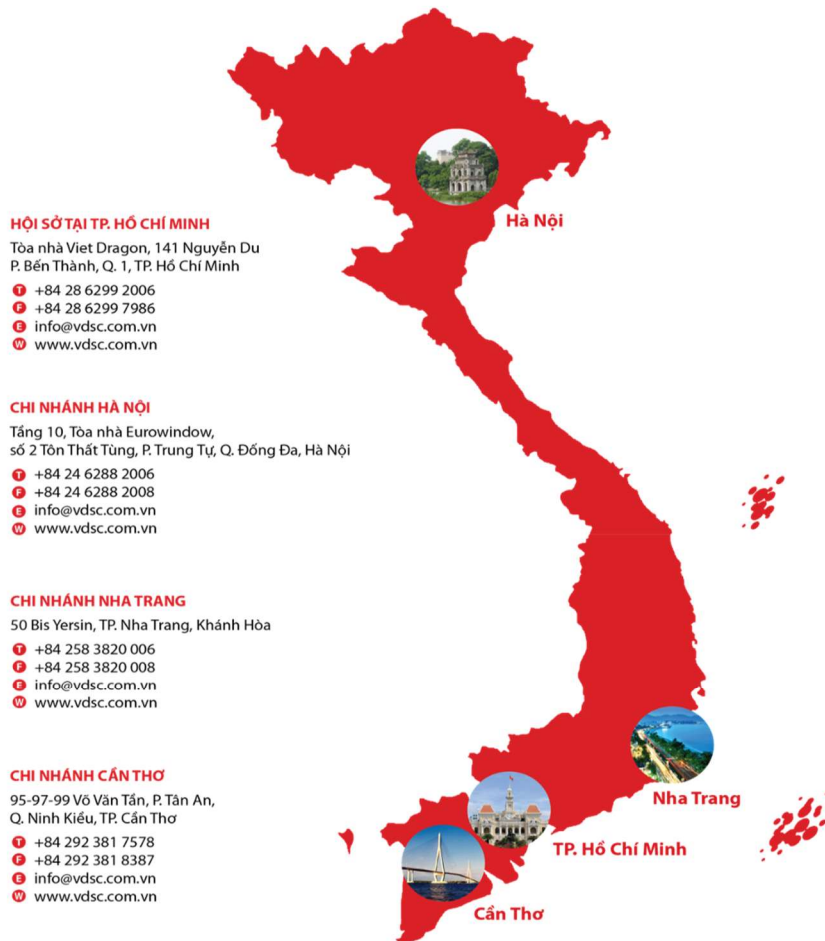 HỘI SỞ TẠI TP. HỒ CHÍ MINH
Tòa nhà Viet Dragon, 141 Nguyễn Du
P. Bến Thành, Q. 1, TP. Hồ Chí Minh
T +84 28 6299 2006
F +84 28 6299 7986
E info@vdsc.com.vn
W www.vdsc.com.vn
CHI NHÁNH HÀ NỘI
Tầng 10, Tòa nhà Eurowindow,
số 2 Tôn Thất Tùng, P. Trung Tự, Q. Đống Đa, Hà Nội
T +84 24 6288 2006
F +84 24 6288 2008
E info@vdsc.com.vn
W www.vdsc.com.vn
CHI NHÁNH NHA TRANG
50 Bis Yersin, TP. Nha Trang, Khánh Hòa
T +84 258 3820 006
F +84 258 3820 008
E info@vdsc.com.vn
W www.vdsc.com.vn
CHI NHÁNH CẦN THƠ
95-97-99 Võ Văn Tần, P. Tân An,
Q. Ninh Kiều, TP. Cần Thơ
T +84 292 381 7578
F +84 292 381 8387
E info@vdsc.com.vn
W www.vdsc.com.vn
Hà Nội
Nha Trang
TP. Hồ Chí Minh
Cần Thơ